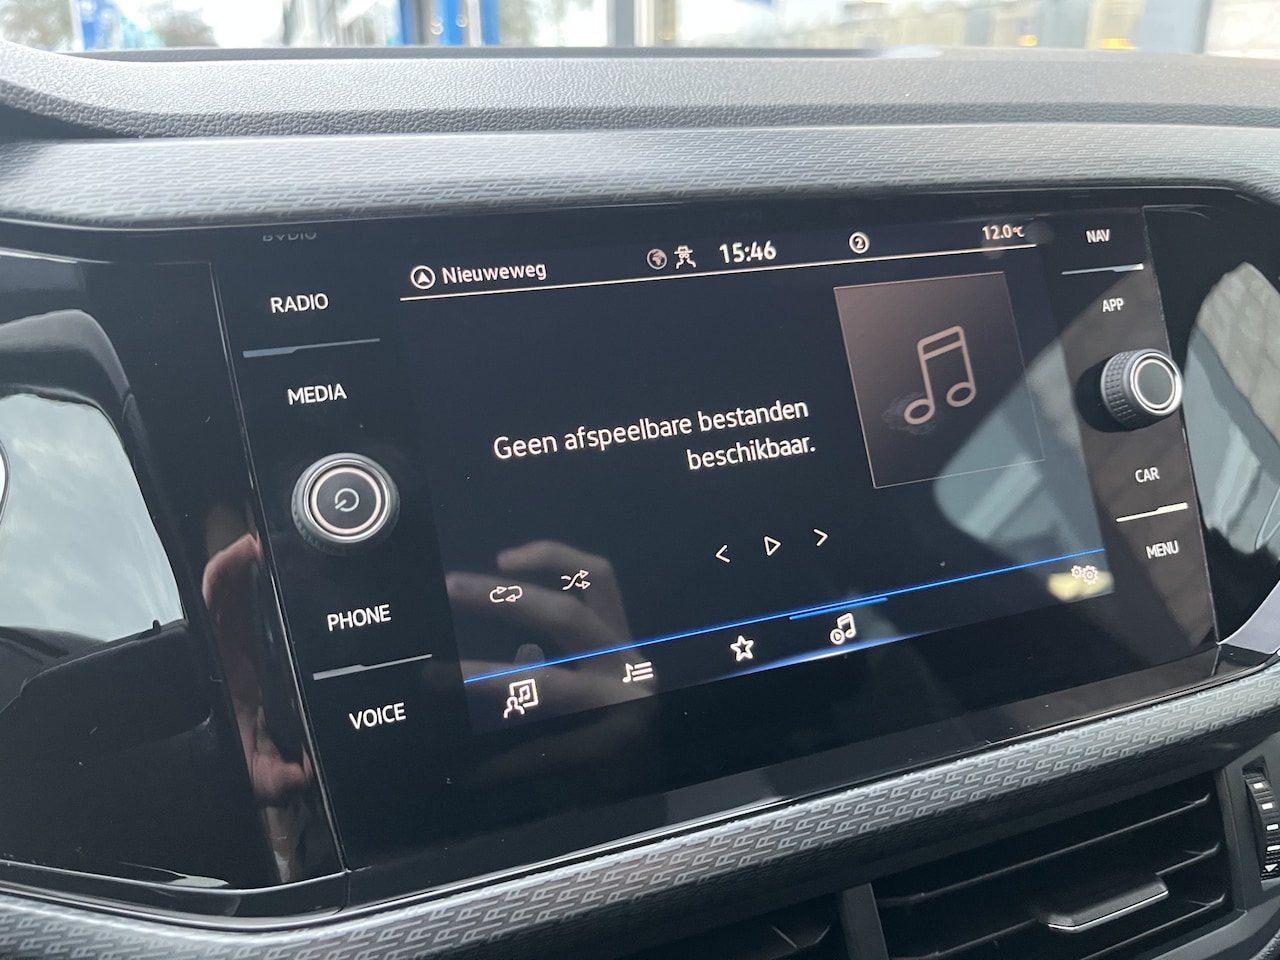 Nieuweweg
15:46
2
12.0°C
NAV
RADIO
APP
MEDIA
Geen afspeelbare bestanden
beschikbaar.
CAR
MENU
PHONE
VOICE